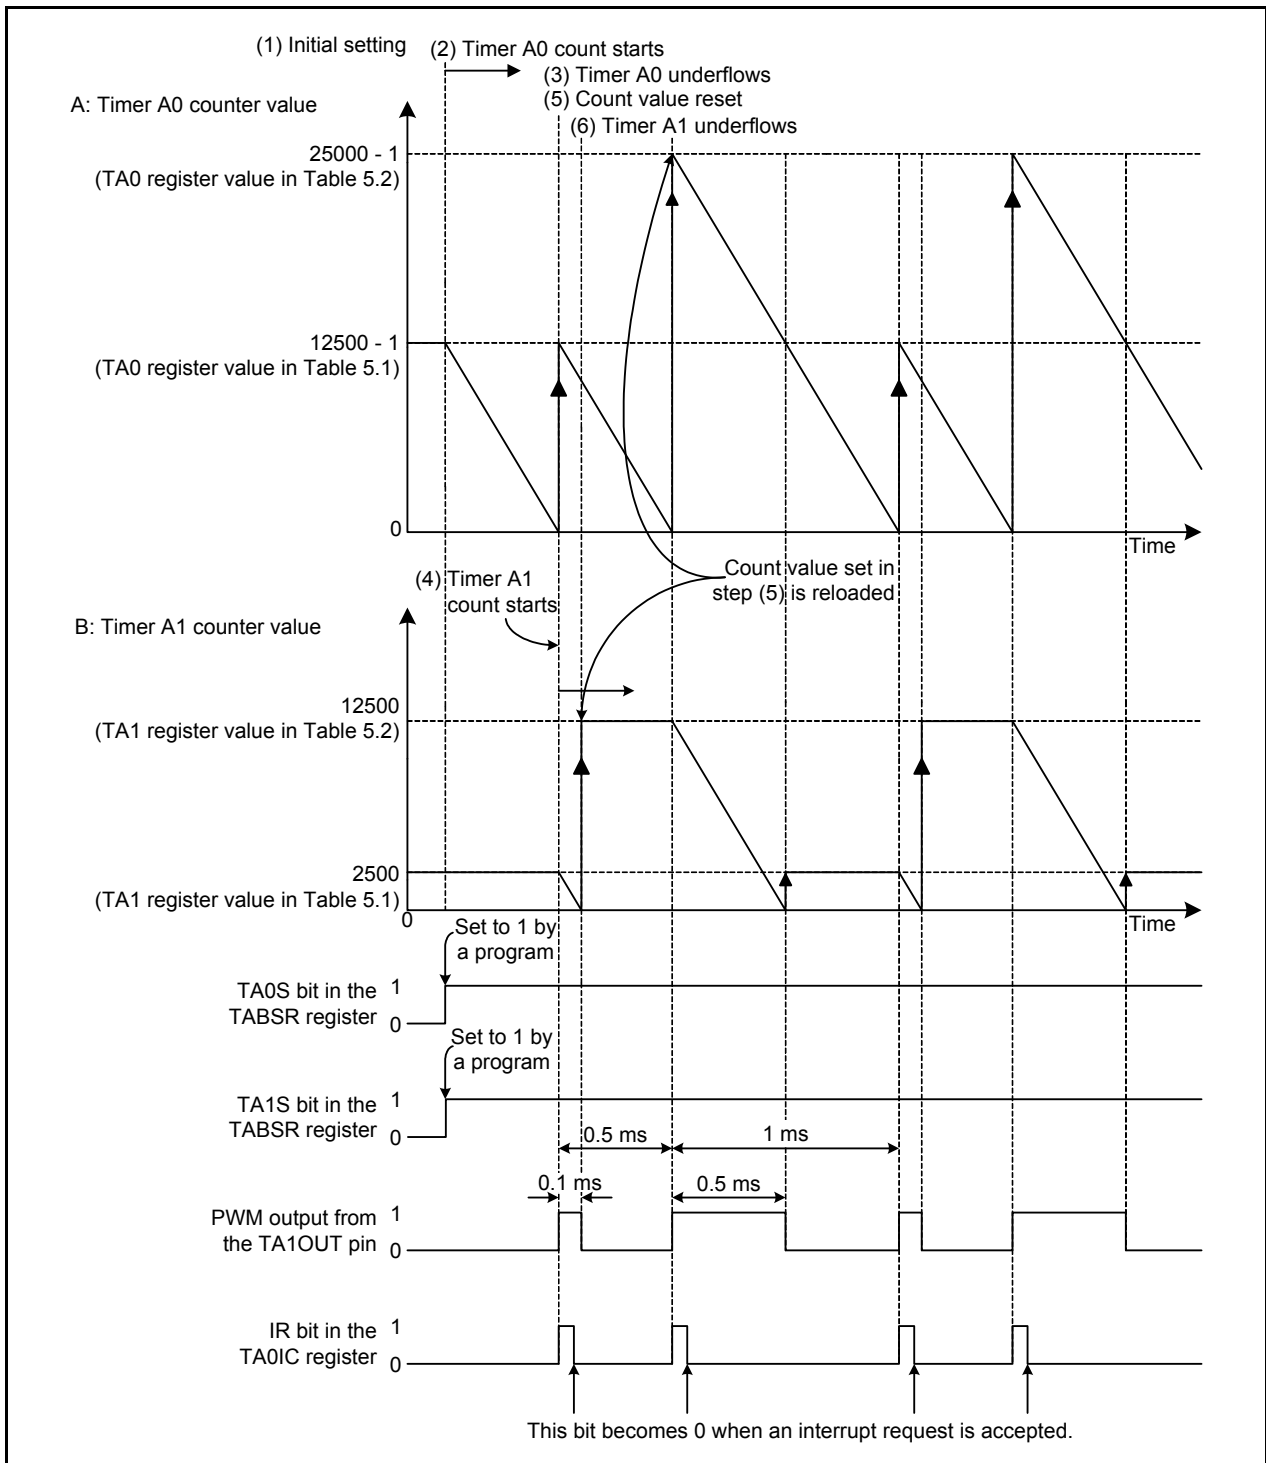 (1) Initial setting
(2) Timer A0 count starts
(3) Timer A0 underflows
(5) Count value reset
(6) Timer A1 underflows
A: Timer A0 counter value
25000 - 1
(TA0 register value in Table 5.2)
12500 - 1
(TA0 register value in Table 5.1)
0
Time
(4) Timer A1
count starts
Count value set in
step (5) is reloaded
B: Timer A1 counter value
12500
(TA1 register value in Table 5.2)
2500
(TA1 register value in Table 5.1)
0
Time
Set to 1 by
a program
TA0S bit in the
TABSR register
1
0
Set to 1 by
a program
TA1S bit in the
TABSR register
1
0
0.5 ms
1 ms
0.1 ms
0.5 ms
PWM output from
the TA1OUT pin
1
0
IR bit in the
TA0IC register
1
0
This bit becomes 0 when an interrupt request is accepted.